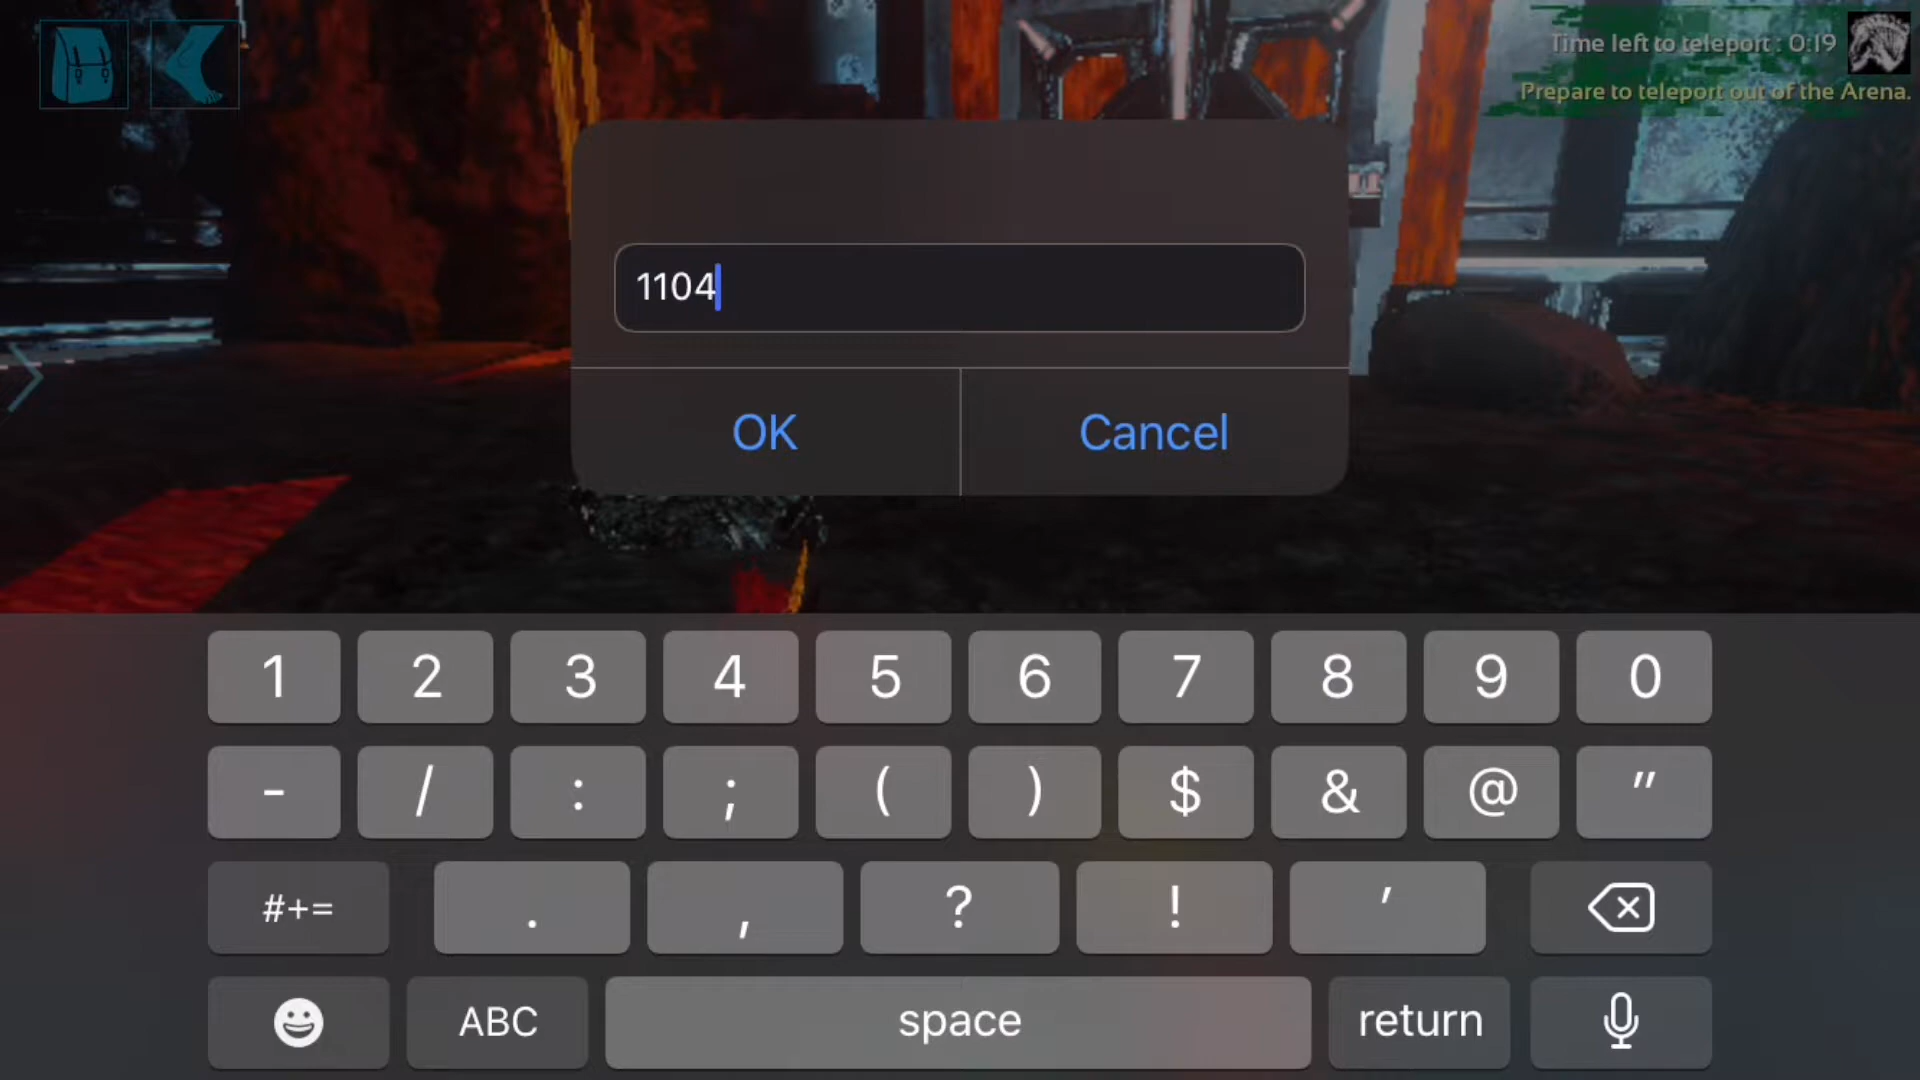 Time left to teleport : 0:19
Prepare to teleport out of the Arena.
1104
OK Cancel
1 2 3 4 5 6 7 8 9 0
- / : ; ( ) $ & @ "
#+= . , ? ! '
ABC space return